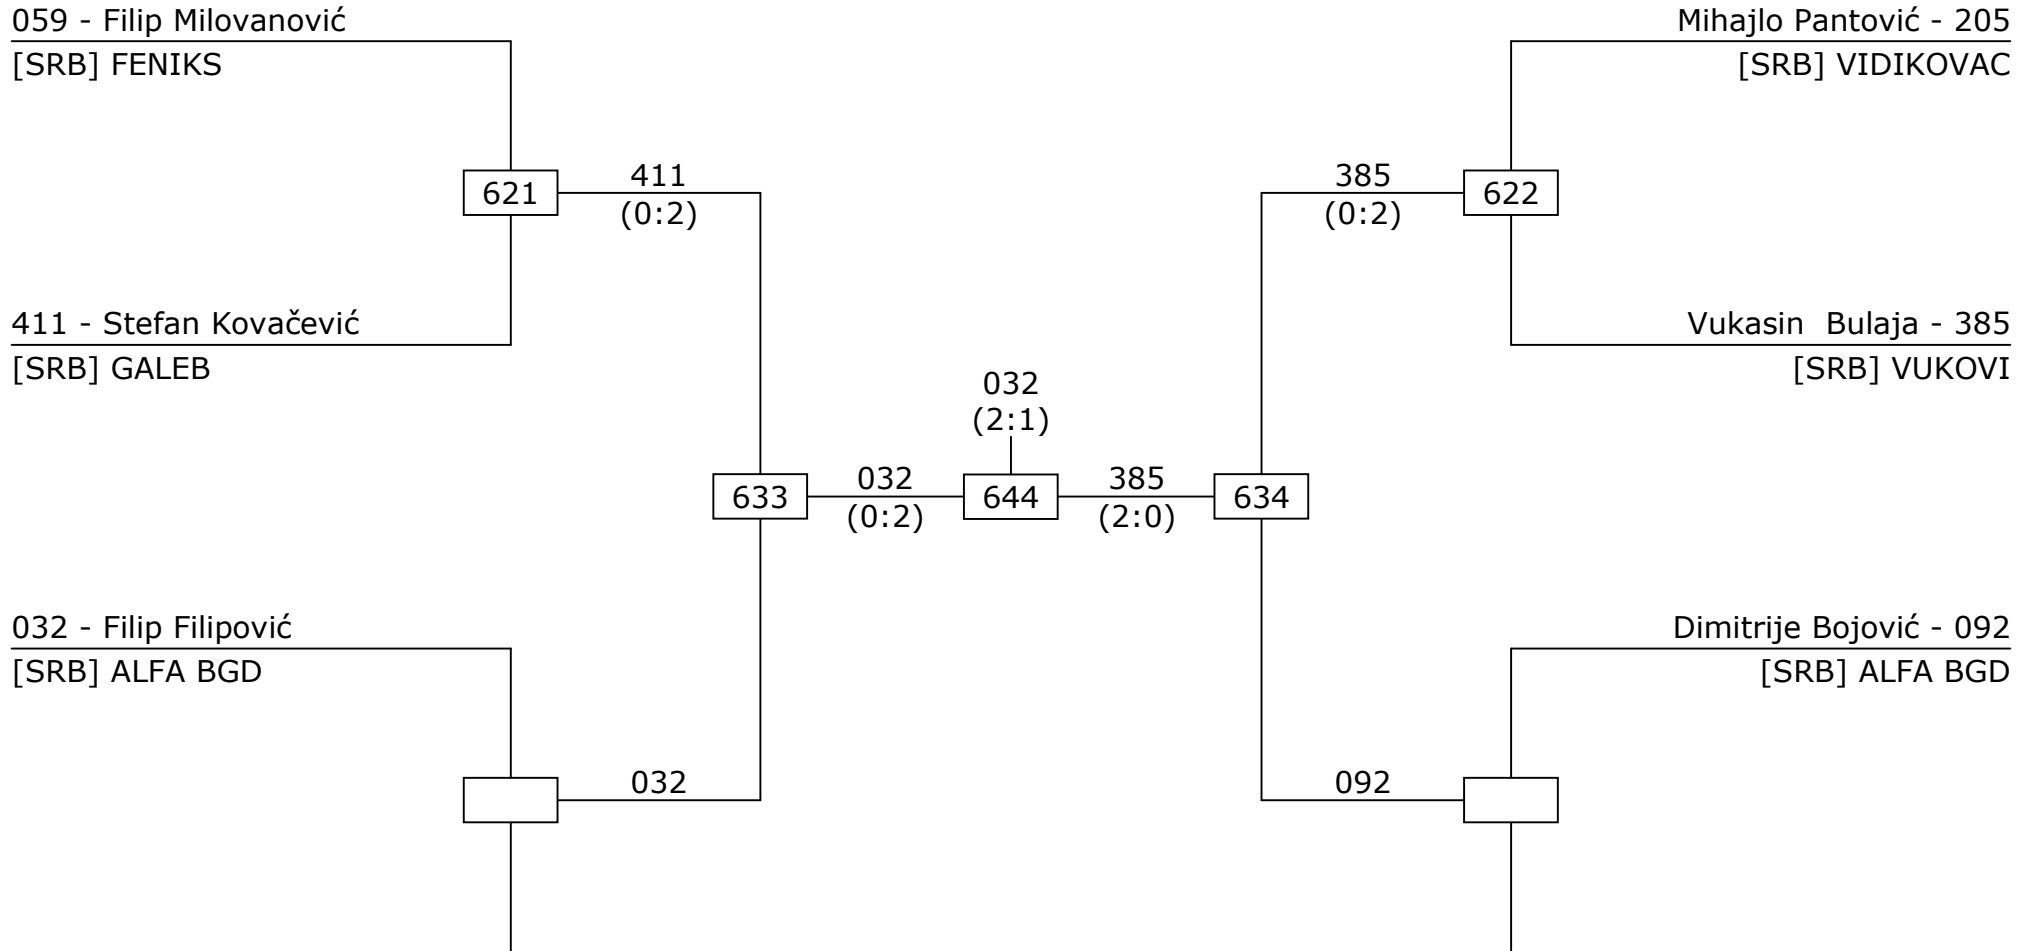 059 - Filip Milovanović
[SRB] FENIKS
Mihajlo Pantović - 205
[SRB] VIDIKOVAC
621
411
(0:2)
385
(0:2)
622
411 - Stefan Kovačević
[SRB] GALEB
Vukasin  Bulaja - 385
[SRB] VUKOVI
032
(2:1)
633
032
(0:2)
644
385
(2:0)
634
032 - Filip Filipović
[SRB] ALFA BGD
Dimitrije Bojović - 092
[SRB] ALFA BGD
032
092